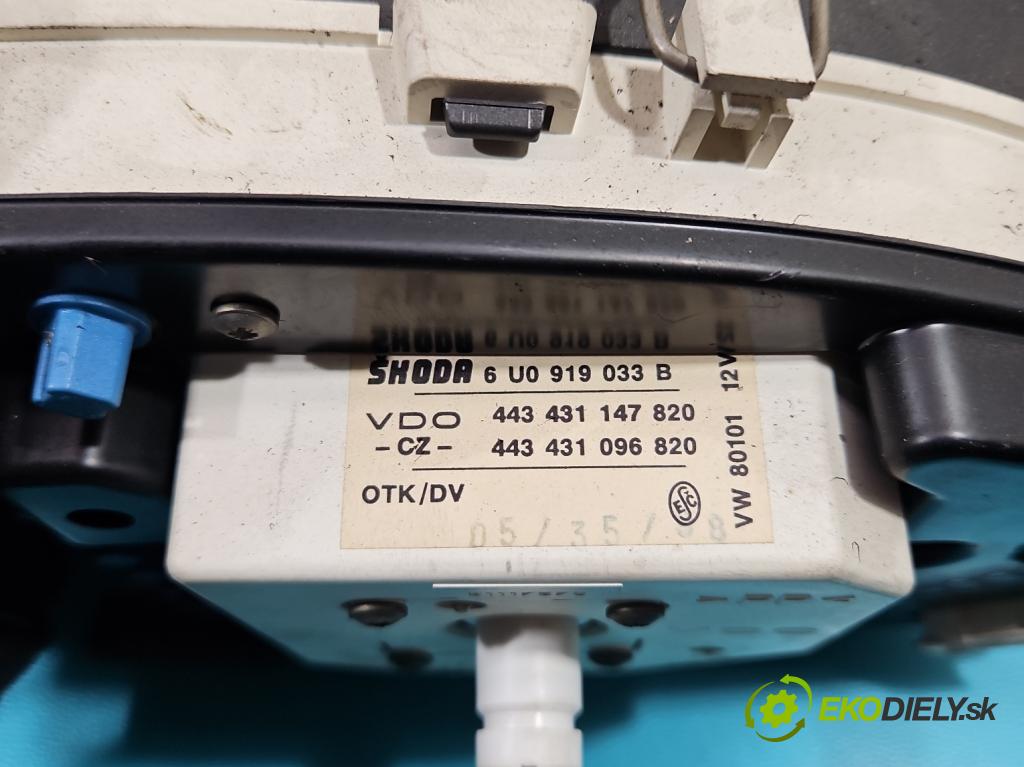 ŠKODA 6 U0 919 033 B
VDO 443 431 147 820
- CZ - 443 431 096 820
OTK/DV
ESČ
VW 80101 12V
EKODIELY.sk